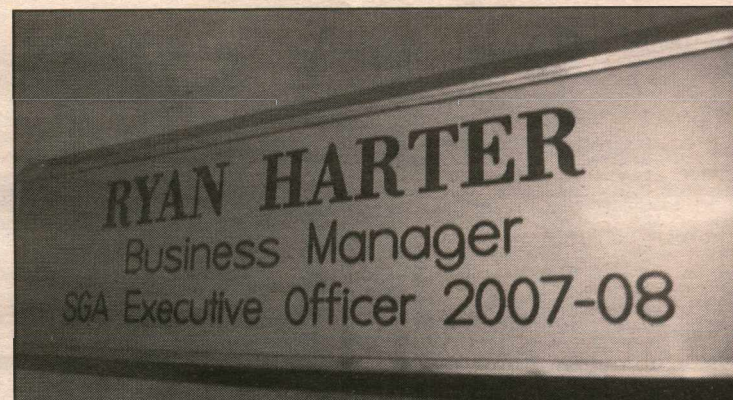 RYAN HARTER
Business Manager
SGA Executive Officer 2007-08